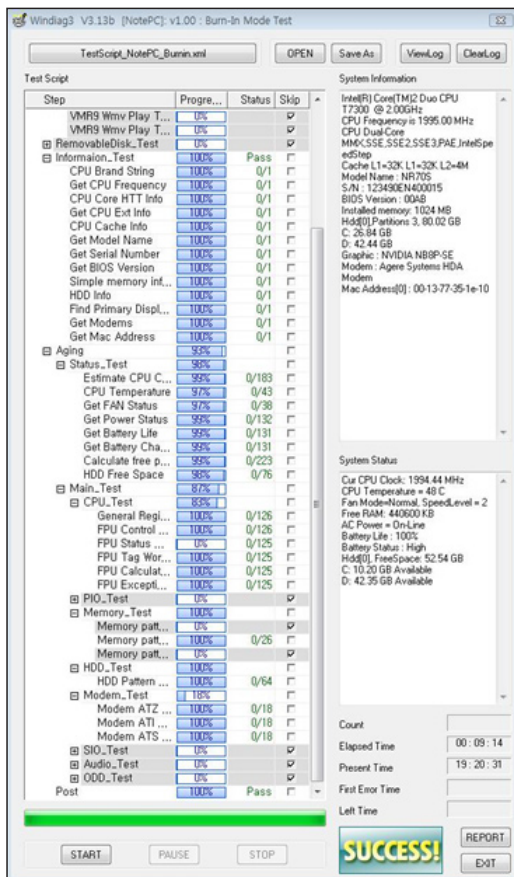 Windiag3 V3.13b [NotePC]: v1.00 : Burn-In Mode Test
TestScript_NotePC_Burnin.xml OPEN Save As ViewLog ClearLog
Test Script
Step Progre... Status Skip
VMR9 Wmv Play T... 0%
VMR9 Wmv Play T... 0%
RemovableDisk_Test 0%
Informaion_Test 100% Pass
CPU Brand String 100% 0/1
Get CPU Frequency 100% 0/1
CPU Core HTT Info 100% 0/1
Get CPU Ext Info 100% 0/1
CPU Cache Info 100% 0/1
Get Model Name 100% 0/1
Get Serial Number 100% 0/1
Get BIOS Version 100% 0/1
Simple memory inf... 100% 0/1
HDD Info 100% 0/1
Find Primary Displ... 100% 0/1
Get Modems 100% 0/1
Get Mac Address 100% 0/1
Aging 93%
Status_Test 98%
Estimate CPU C... 99% 0/183
CPU Temperature 97% 0/43
Get FAN Status 97% 0/38
Get Power Status 99% 0/132
Get Battery Life 99% 0/131
Get Battery Cha... 99% 0/131
Calculate free p... 99% 0/223
HDD Free Space 98% 0/76
Main_Test 87%
CPU_Test 83%
General Regi... 100% 0/126
FPU Control ... 100% 0/126
FPU Status ... 0% 0/125
FPU Tag Wor... 100% 0/125
FPU Calculat... 100% 0/125
FPU Excepti... 100% 0/125
PIO_Test 0%
Memory_Test 100%
Memory patt... 0%
Memory patt... 100% 0/26
Memory patt... 0%
HDD_Test 100%
HDD Pattern ... 100% 0/64
Modem_Test 18%
Modem ATZ ... 100% 0/18
Modem ATI ... 100% 0/18
Modem ATS ... 100% 0/18
SIO_Test 0%
Audio_Test 0%
ODD_Test 0%
Post 100% Pass
START PAUSE STOP
System Information
Intel(R) Core(TM)2 Duo CPU
T7300 @ 2.00GHz
CPU Frequency is 1995.00 MHz
CPU Dual-Core
MMX,SSE,SSE2,SSE3,PAE,IntelSpe
edStep
Cache L1=32K L1=32K L2=4M
Model Name : NR70S
S/N : 123490EN400015
BIOS Version : 00AB
Installed memory: 1024 MB
Hdd[0],Partitions 3, 80.02 GB
C: 26.84 GB
D: 42.44 GB
Graphic : NVIDIA NB8P-SE
Modem : Agere Systems HDA
Modem
Mac Address[0] : 00-13-77-35-1e-10
System Status
Cur CPU Clock: 1994.44 MHz
CPU Temperature = 48 C
Fan Mode=Normal, SpeedLevel = 2
Free RAM: 440600 KB
AC Power = On-Line
Battery Life : 100%
Battery Status : High
Hdd[0], FreeSpace: 52.54 GB
C: 10.20 GB Available
D: 42.35 GB Available
Count
Elapsed Time 00 : 09 : 14
Present Time 19 : 20 : 31
First Error Time
Left Time
SUCCESS! REPORT
EXIT